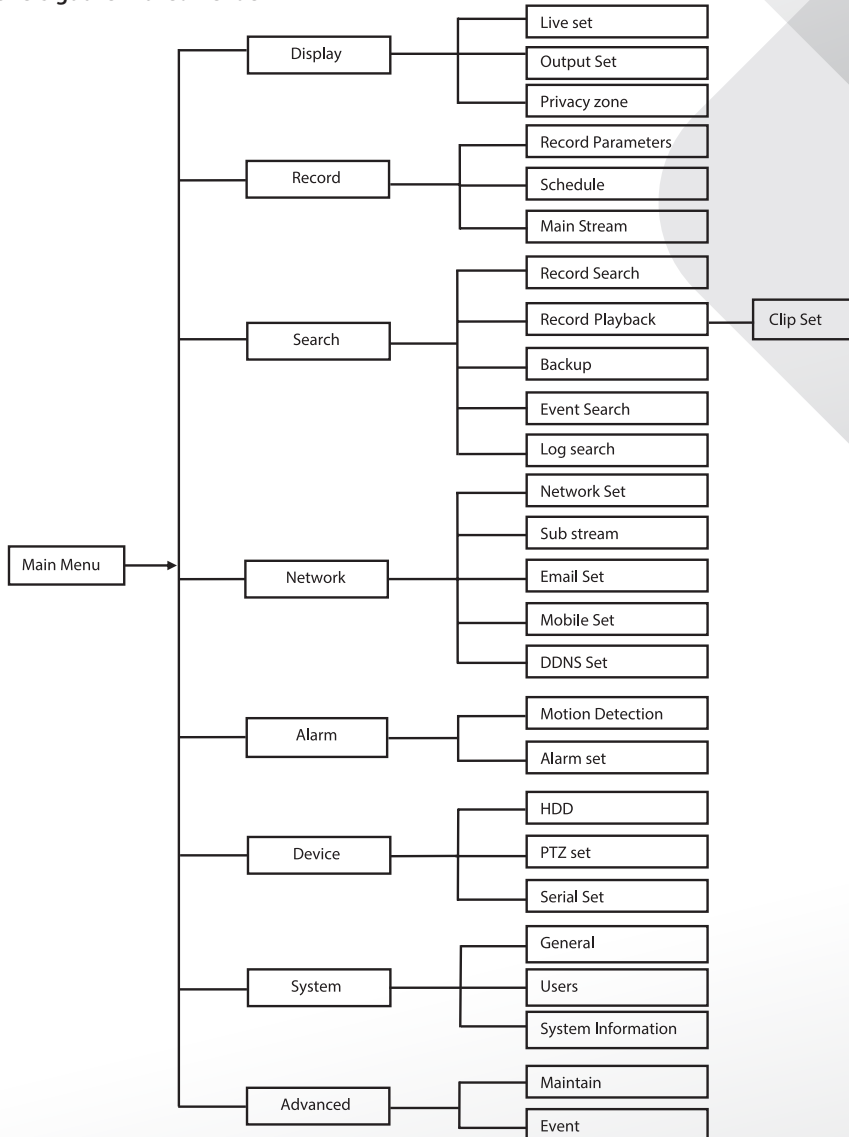 Display
Live set
Output Set
Privacy zone
Record
Record Parameters
Schedule
Main Stream
Search
Record Search
Record Playback
Clip Set
Backup
Event Search
Log search
Main Menu
Network
Network Set
Sub stream
Email Set
Mobile Set
DDNS Set
Alarm
Motion Detection
Alarm set
Device
HDD
PTZ set
Serial Set
System
General
Users
System Information
Advanced
Maintain
Event